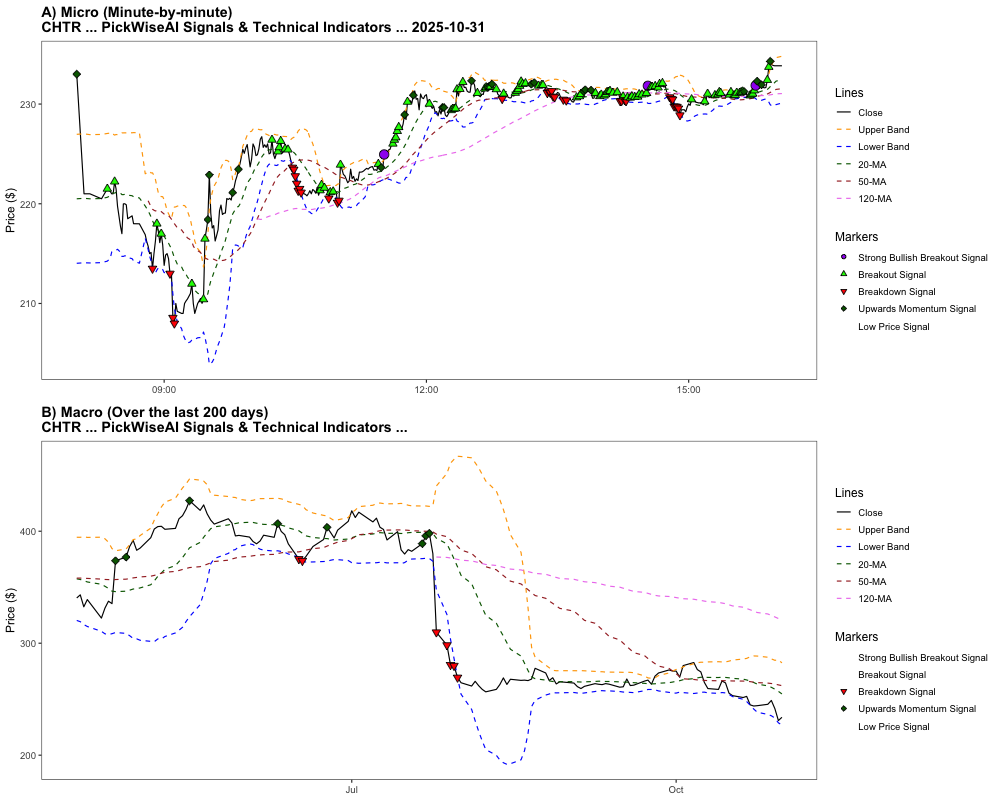 A) Micro (Minute-by-minute)
CHTR ... PickWiseAI Signals & Technical Indicators ... 2025-10-31
Price ($)
230
220
210
09:00
12:00
15:00
Lines
Close
Upper Band
Lower Band
20-MA
50-MA
120-MA
Markers
Strong Bullish Breakout Signal
Breakout Signal
Breakdown Signal
Upwards Momentum Signal
Low Price Signal
B) Macro (Over the last 200 days)
CHTR ... PickWiseAI Signals & Technical Indicators ...
Price ($)
400
300
200
Jul
Oct
Lines
Close
Upper Band
Lower Band
20-MA
50-MA
120-MA
Markers
Strong Bullish Breakout Signal
Breakout Signal
Breakdown Signal
Upwards Momentum Signal
Low Price Signal